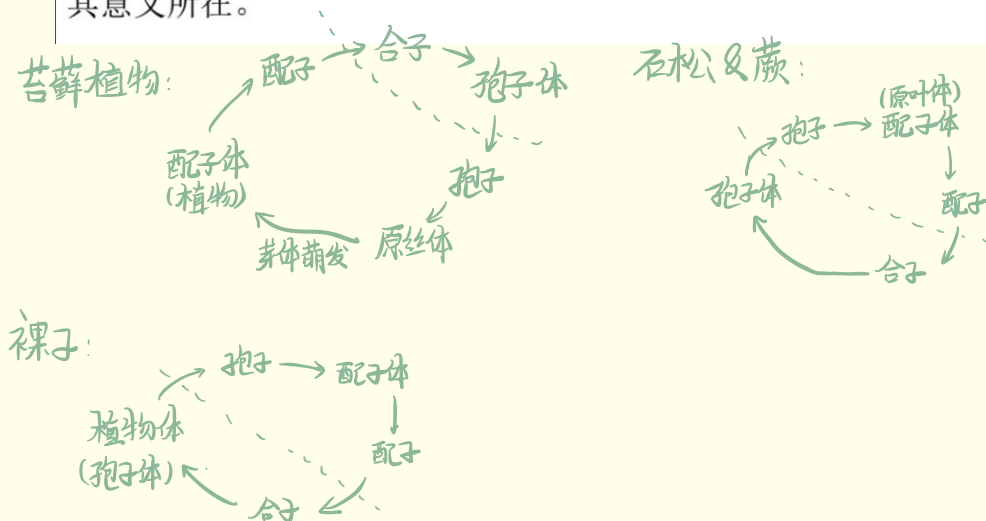 其意义所在。
苔藓植物：
配子
合子
孢子体
孢子
原丝体
芽体萌发
配子体
(植物)
石松&蕨：
孢子
(原叶体)
配子体
配子
合子
孢子体
裸子：
孢子
配子体
配子
合子
植物体
(孢子体)